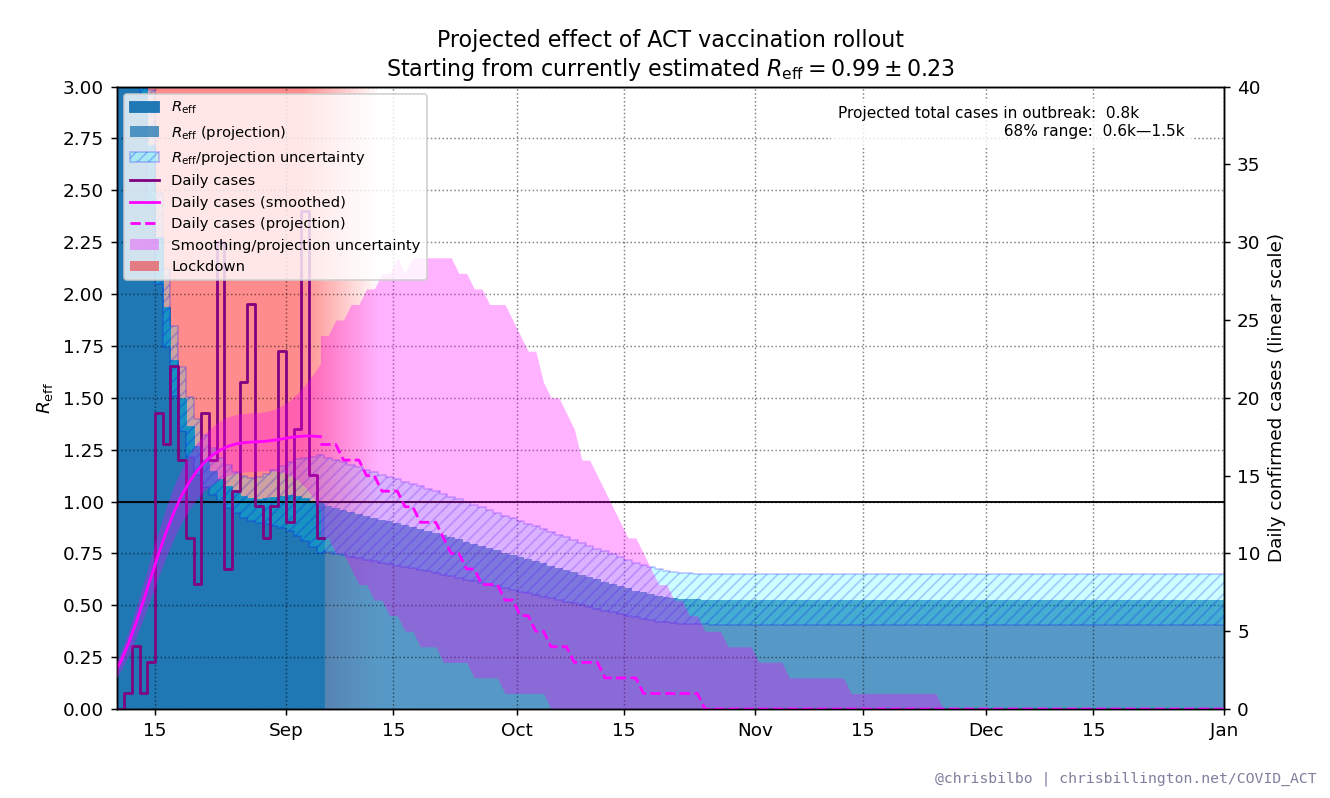 Projected effect of ACT vaccination rollout
Starting from currently estimated R_eff = 0.99 ± 0.23
Projected total cases in outbreak: 0.8k
68% range: 0.6k—1.5k
R_eff
R_eff (projection)
R_eff/projection uncertainty
Daily cases
Daily cases (smoothed)
Daily cases (projection)
Smoothing/projection uncertainty
Lockdown
R_eff
3.00
2.75
2.50
2.25
2.00
1.75
1.50
1.25
1.00
0.75
0.50
0.25
0.00
40
35
30
25
20
15
10
5
0
Daily confirmed cases (linear scale)
15 Sep 15 Oct 15 Nov 15 Dec 15 Jan
@chrisbilbo | chrisbillington.net/COVID_ACT